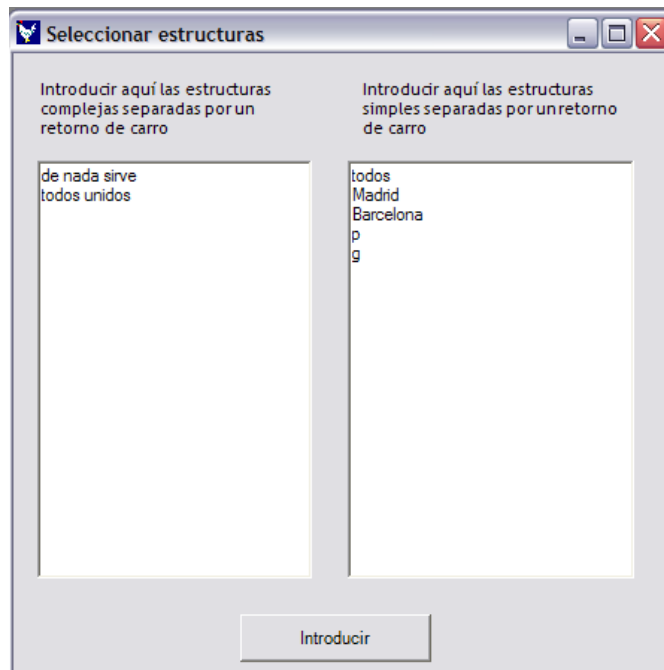 Seleccionar estructuras
Introducir aquí las estructuras
complejas separadas por un
retorno de carro
Introducir aquí las estructuras
simples separadas por un retorno
de carro
de nada sirve
todos unidos
todos
Madrid
Barcelona
p
g
Introducir